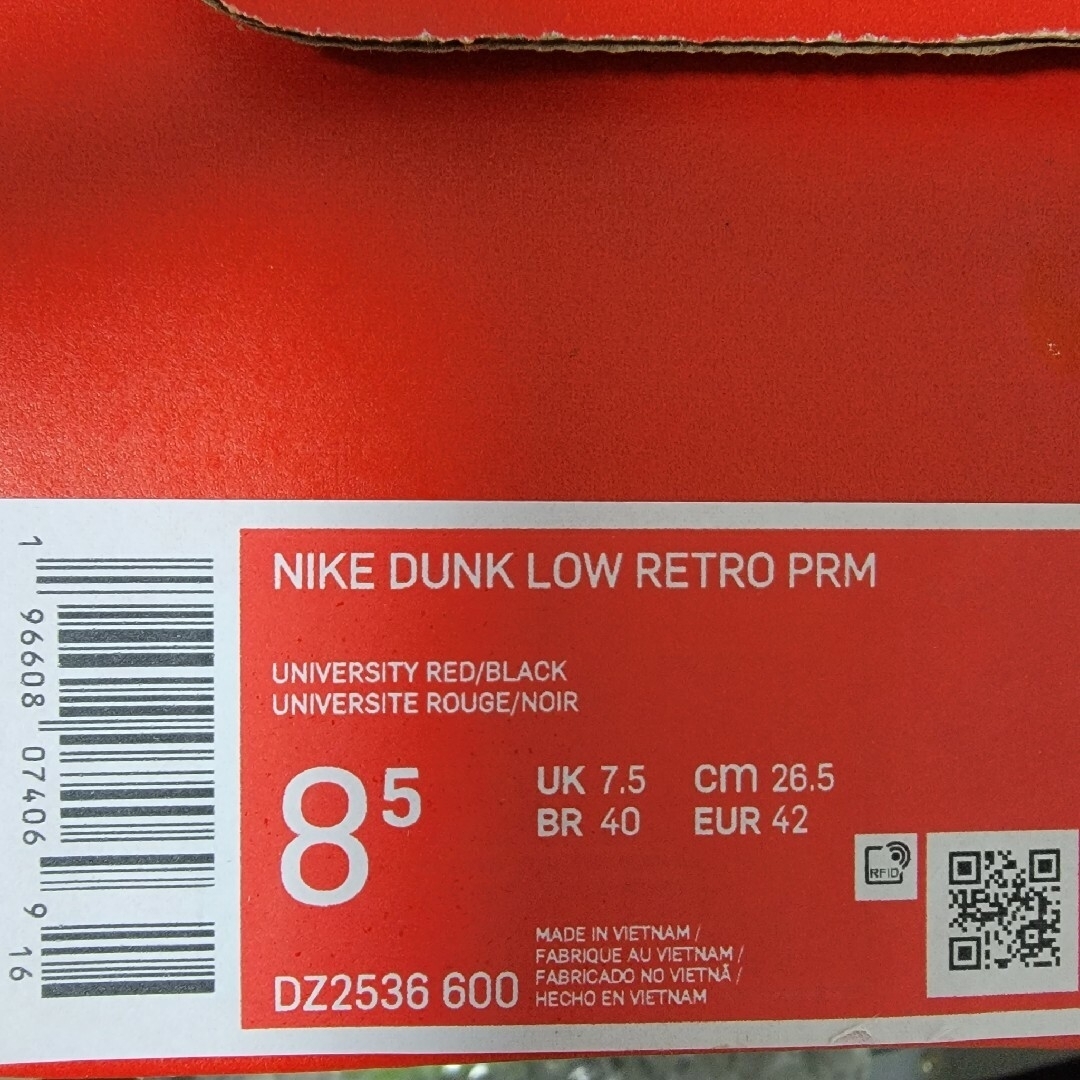 NIKE DUNK LOW RETRO PRM
UNIVERSITY RED/BLACK
UNIVERSITE ROUGE/NOIR
8⁵
UK 7.5 cm 26.5
BR 40 EUR 42
RFID
DZ2536 600
MADE IN VIETNAM /
FABRIQUE AU VIETNAM /
FABRICADO NO VIETNÃ /
HECHO EN VIETNAM
1 96608 07406 9 16